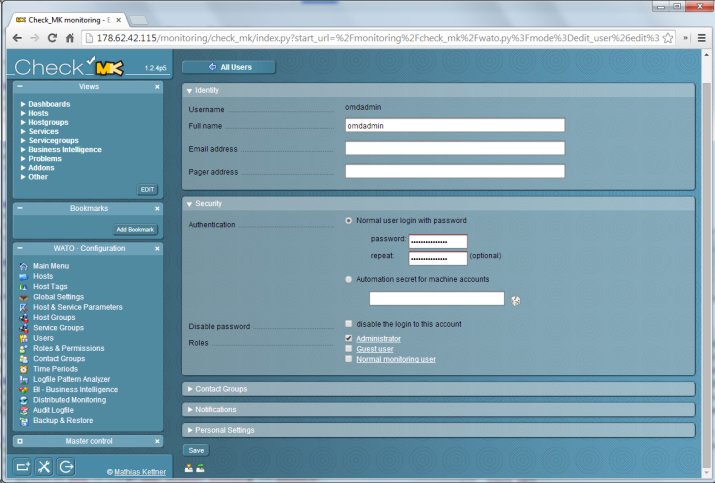 Check_MK monitoring - E
178.62.42.115/monitoring/check_mk/index.py?start_url=%2Fmonitoring%2Fcheck_mk%2Fwato.py%3Fmode%3Dedit_user%26edit%3
Check MK 1.2.4p5
Views
Dashboards
Hosts
Hostgroups
Services
Servicegroups
Business Intelligence
Problems
Addons
Other
EDIT
Bookmarks
Add Bookmark
WATO · Configuration
Main Menu
Hosts
Host Tags
Global Settings
Host & Service Parameters
Host Groups
Service Groups
Users
Roles & Permissions
Contact Groups
Time Periods
Logfile Pattern Analyzer
BI - Business Intelligence
Distributed Monitoring
Audit Logfile
Backup & Restore
Master control
© Mathias Kettner
All Users
Identity
Username omdadmin
Full name omdadmin
Email address
Pager address
Security
Authentication Normal user login with password
password:
repeat: (optional)
Automation secret for machine accounts
Disable password disable the login to this account
Roles Administrator
Guest user
Normal monitoring user
Contact Groups
Notifications
Personal Settings
Save